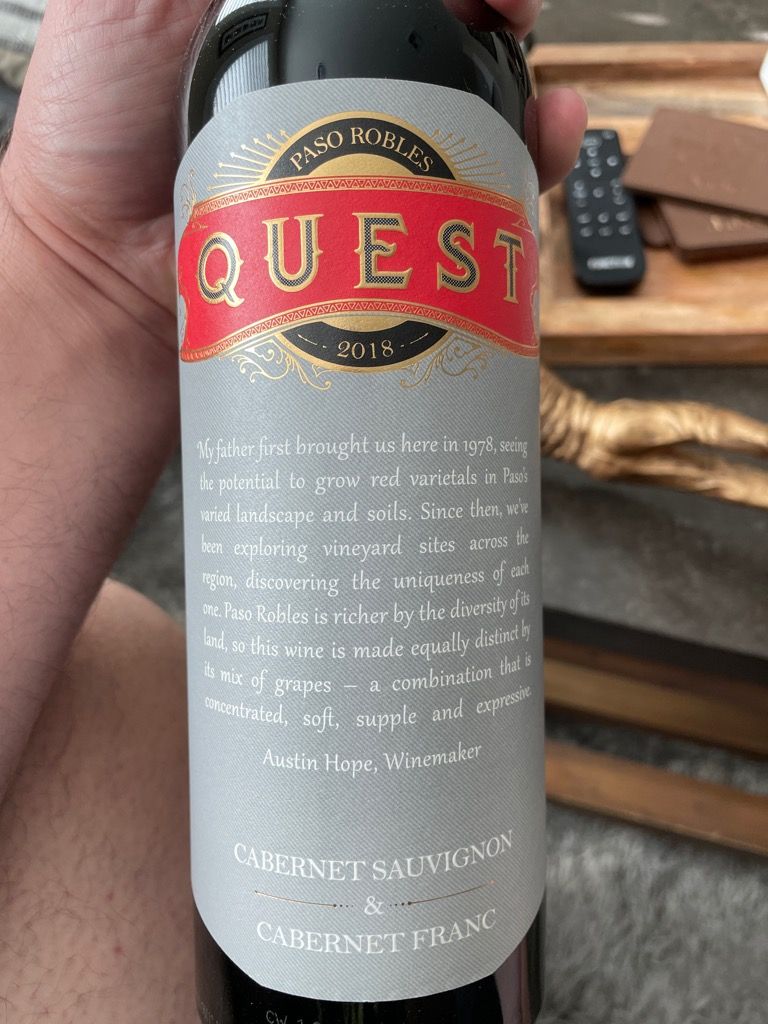 PASO ROBLES
QUEST
2018
My father first brought us here in 1978, seeing
the potential to grow red varietals in Paso's
varied landscape and soils. Since then, we've
been exploring vineyard sites across the
region, discovering the uniqueness of each
one. Paso Robles is richer by the diversity of its
land, so this wine is made equally distinct by
its mix of grapes – a combination that is
concentrated, soft, supple and expressive.
Austin Hope, Winemaker
CABERNET SAUVIGNON
&
CABERNET FRANC